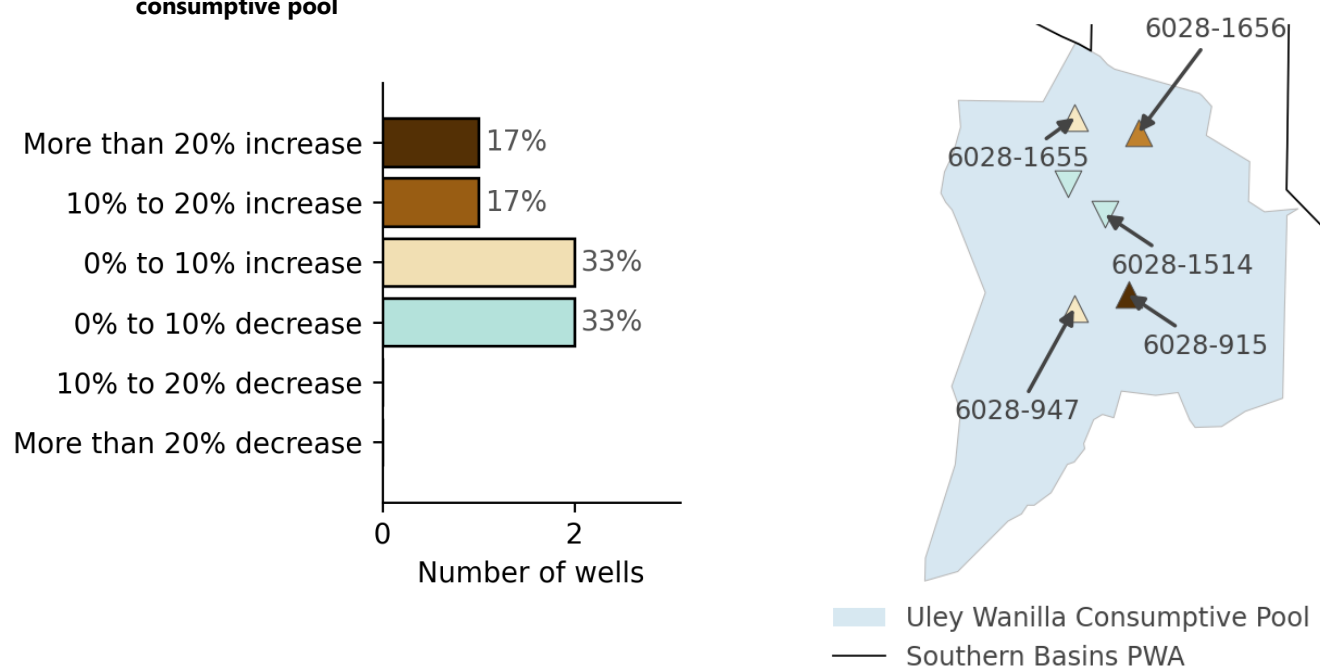 consumptive pool
More than 20% increase
17%
10% to 20% increase
17%
0% to 10% increase
33%
0% to 10% decrease
33%
10% to 20% decrease
More than 20% decrease
0
2
Number of wells
6028-1656
6028-1655
6028-1514
6028-915
6028-947
Uley Wanilla Consumptive Pool
Southern Basins PWA